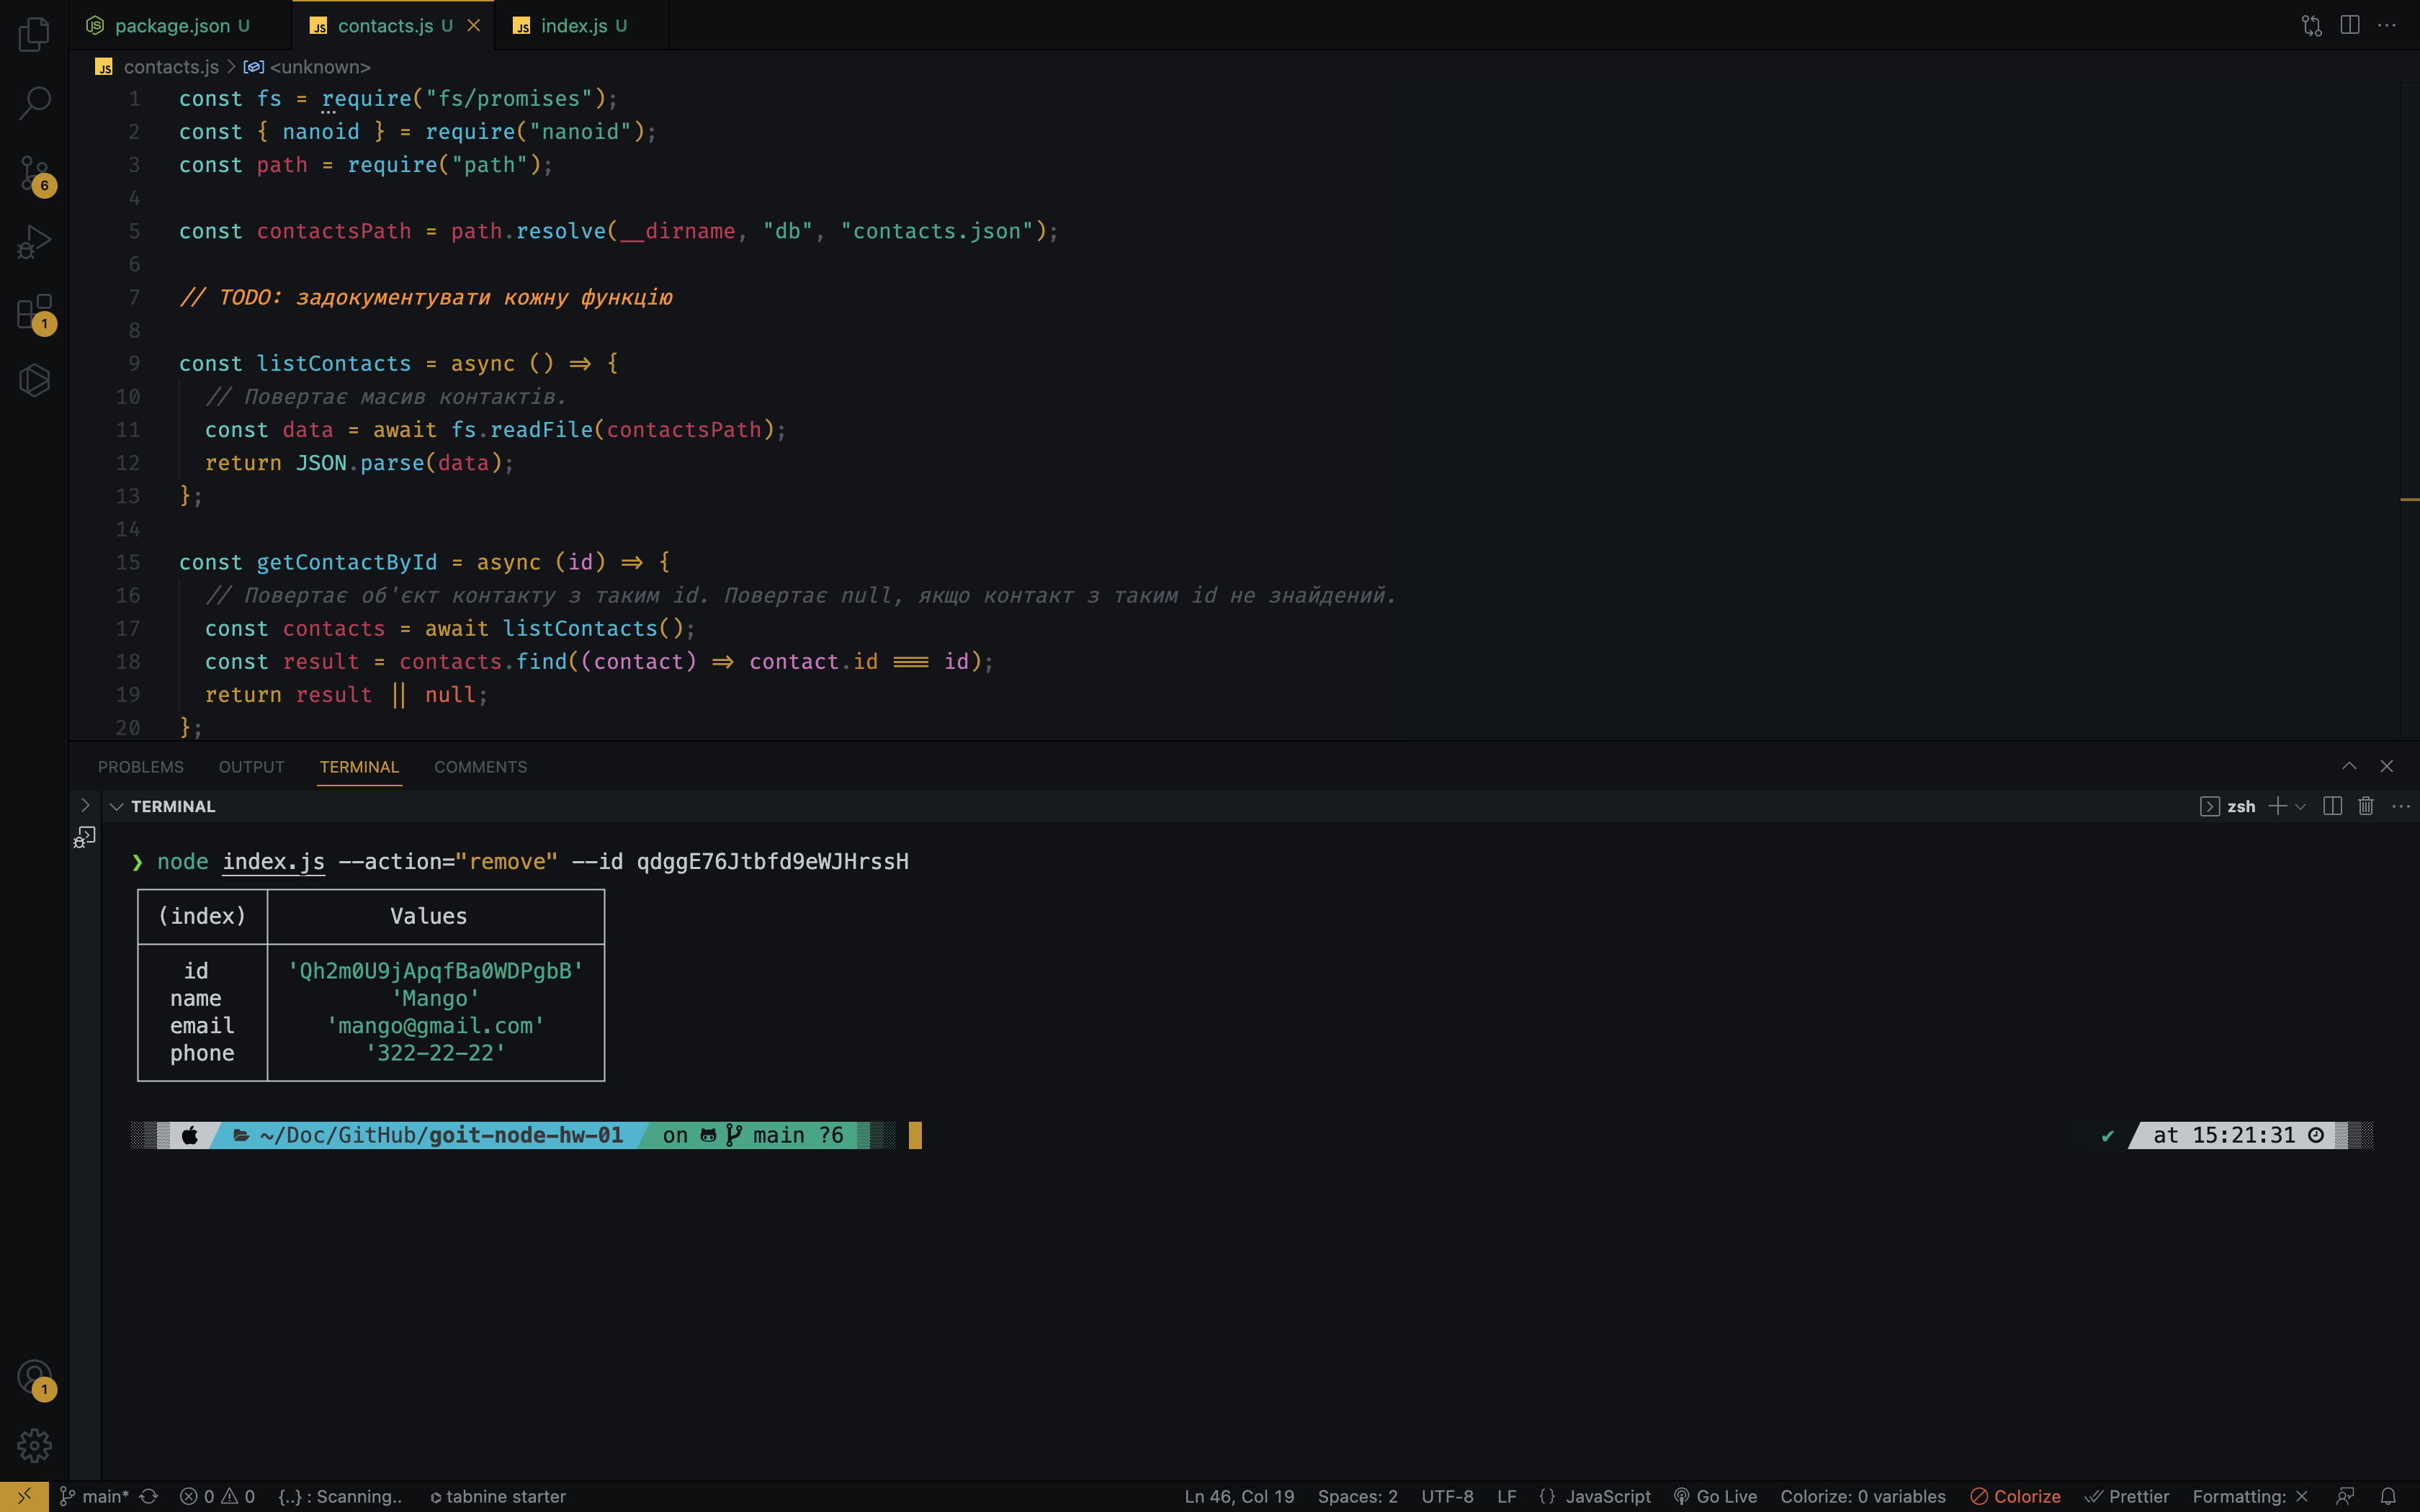 package.json U
contacts.js U
index.js U
contacts.js > <unknown>
1 const fs = require("fs/promises");
2 const { nanoid } = require("nanoid");
3 const path = require("path");
4
5 const contactsPath = path.resolve(__dirname, "db", "contacts.json");
6
7 // TODO: задокументувати кожну функцію
8
9 const listContacts = async () => {
10 // Повертає масив контактів.
11 const data = await fs.readFile(contactsPath);
12 return JSON.parse(data);
13 };
14
15 const getContactById = async (id) => {
16 // Повертає об'єкт контакту з таким id. Повертає null, якщо контакт з таким id не знайдений.
17 const contacts = await listContacts();
18 const result = contacts.find((contact) => contact.id === id);
19 return result || null;
20 };
6
1
1
PROBLEMS OUTPUT TERMINAL COMMENTS
TERMINAL
zsh
❯ node index.js --action="remove" --id qdggE76Jtbfd9eWJHrssH
(index) Values
id 'Qh2m0U9jApqfBa0WDPgbB'
name 'Mango'
email 'mango@gmail.com'
phone '322-22-22'
~/Doc/GitHub/goit-node-hw-01 on main ?6
✔ at 15:21:31
main* 0 0 {..} : Scanning.. tabnine starter
Ln 46, Col 19 Spaces: 2 UTF-8 LF {} JavaScript Go Live Colorize: 0 variables Colorize Prettier Formatting: ×